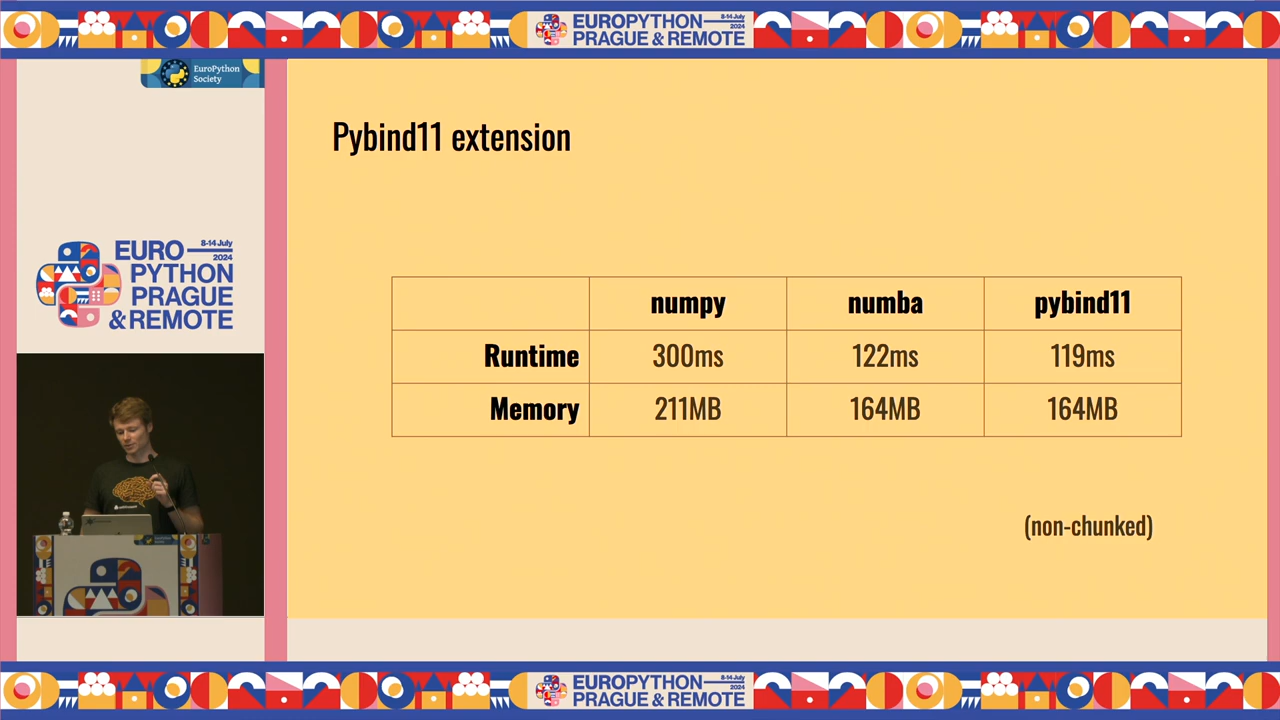 EUROPYTHON
8-14 July
2024
PRAGUE & REMOTE
EuroPython
Society
EURO
8-14 July
2024
PYTHON
PRAGUE
& REMOTE
Pybind11 extension
numpy numba pybind11
Runtime 300ms 122ms 119ms
Memory 211MB 164MB 164MB
(non-chunked)
EUROPYTHON
8-14 July
2024
PRAGUE & REMOTE